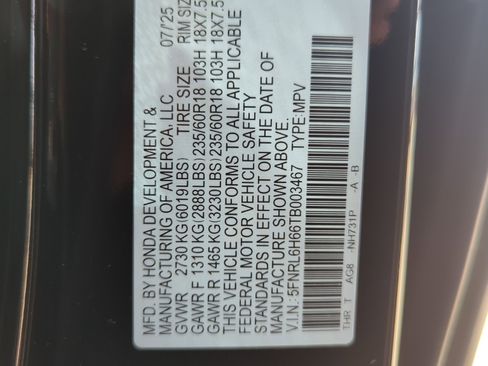 MFD. BY HONDA DEVELOPMENT & 07/25
MANUFACTURING OF AMERICA, LLC
GVWR 2730 KG(6019LBS) TIRE SIZE RIM SIZE
GAWR F 1310 KG(2888LBS) 235/60R18 103H 18X7.5
GAWR R 1465 KG(3230LBS) 235/60R18 103H 18X7.5
THIS VEHICLE CONFORMS TO ALL APPLICABLE
FEDERAL MOTOR VEHICLE SAFETY
STANDARDS IN EFFECT ON THE DATE OF
MANUFACTURE SHOWN ABOVE.
V.I.N.: 5FNRL6H66TB003467 TYPE:MPV
THR T AG8 -NH731P -A -B